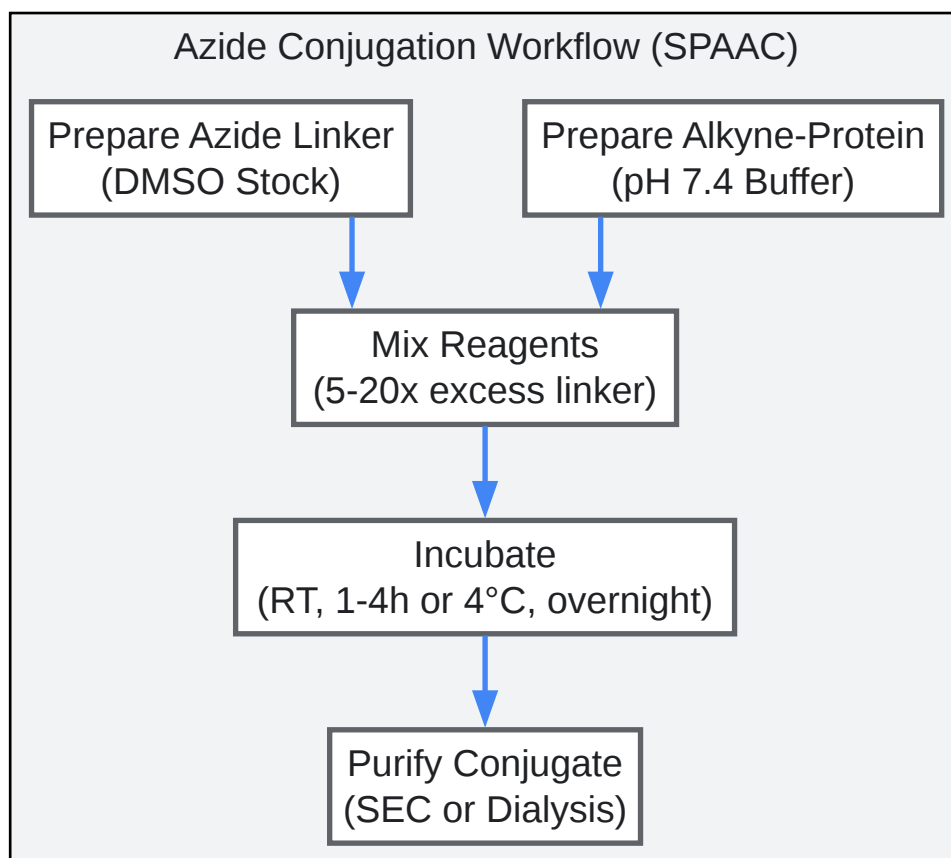 Azide Conjugation Workflow (SPAAC)
Prepare Azide Linker
(DMSO Stock)
Prepare Alkyne-Protein
(pH 7.4 Buffer)
Mix Reagents
(5-20x excess linker)
Incubate
(RT, 1-4h or 4°C, overnight)
Purify Conjugate
(SEC or Dialysis)